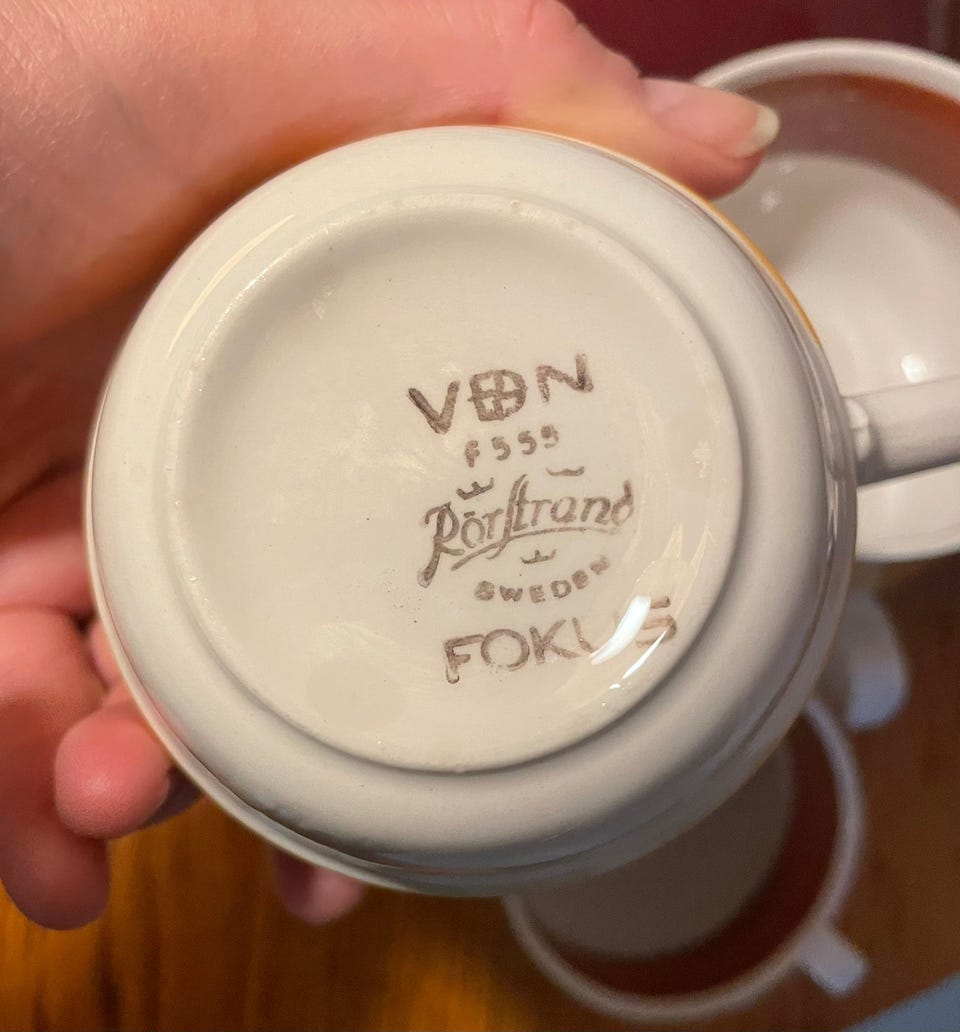 VDN
F555
Rörstrand
SWEDEN
FOKUS